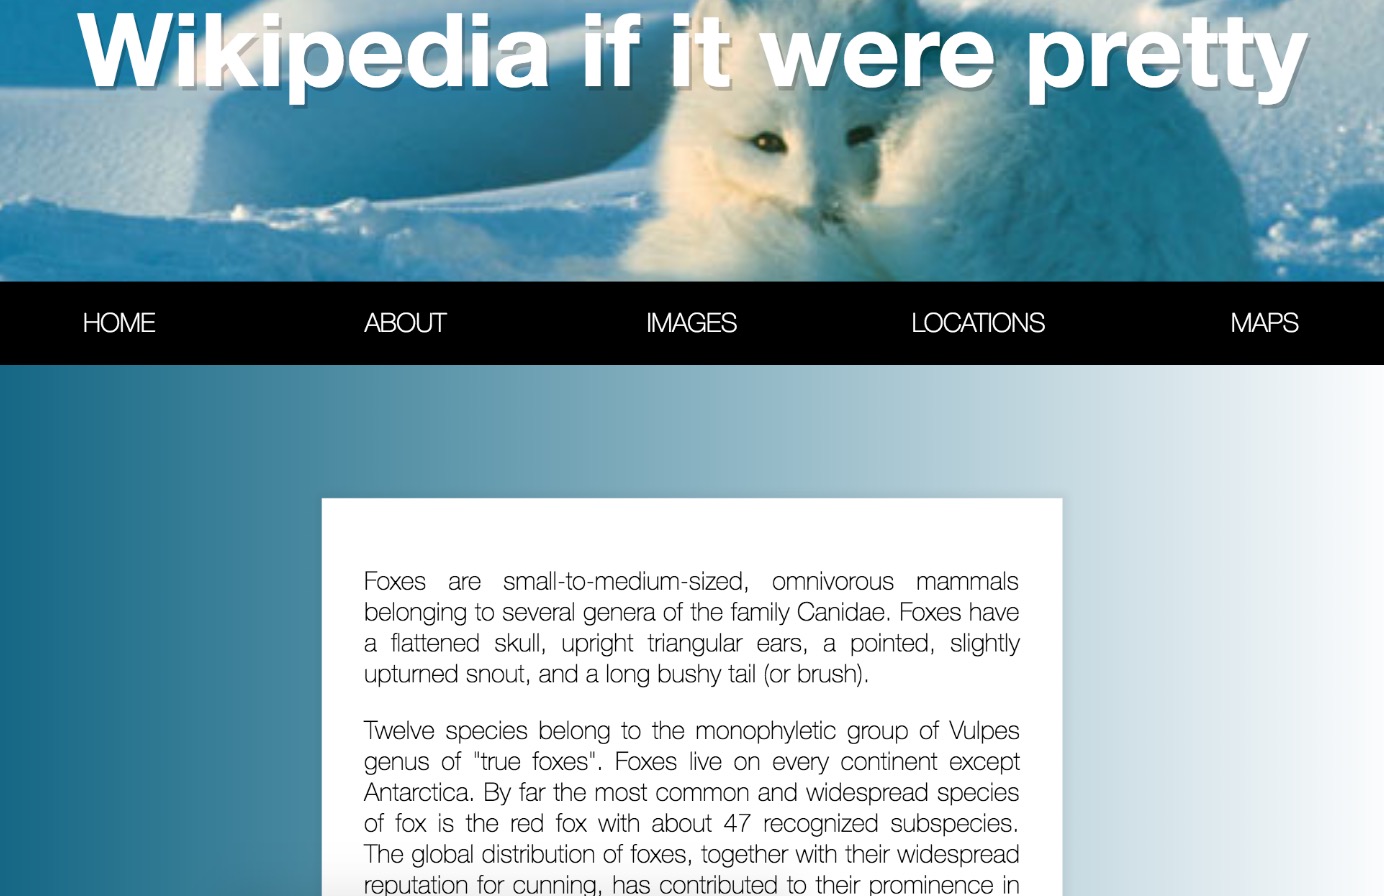 Wikipedia if it were pretty
HOME ABOUT IMAGES LOCATIONS MAPS
Foxes are small-to-medium-sized, omnivorous mammals
belonging to several genera of the family Canidae. Foxes have
a flattened skull, upright triangular ears, a pointed, slightly
upturned snout, and a long bushy tail (or brush).
Twelve species belong to the monophyletic group of Vulpes
genus of "true foxes". Foxes live on every continent except
Antarctica. By far the most common and widespread species
of fox is the red fox with about 47 recognized subspecies.
The global distribution of foxes, together with their widespread
reputation for cunning, has contributed to their prominence in